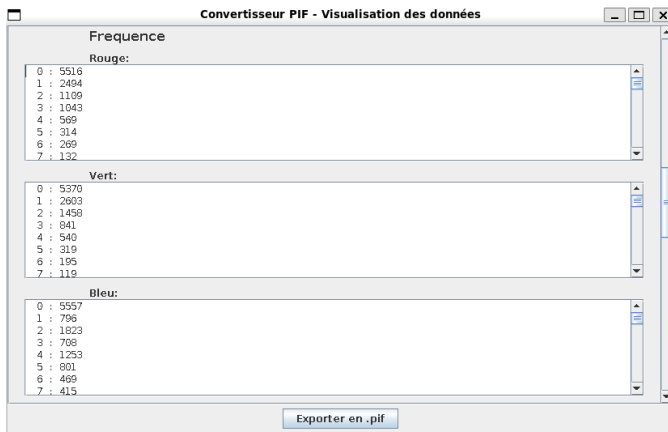 Convertisseur PIF - Visualisation des données
Frequence
Rouge:
0 : 5516
1 : 2494
2 : 1109
3 : 1043
4 : 569
5 : 314
6 : 269
7 : 132
Vert:
0 : 5370
1 : 2603
2 : 1458
3 : 841
4 : 540
5 : 319
6 : 195
7 : 119
Bleu:
0 : 5557
1 : 796
2 : 1823
3 : 708
4 : 1253
5 : 801
6 : 469
7 : 415
Exporter en .pif